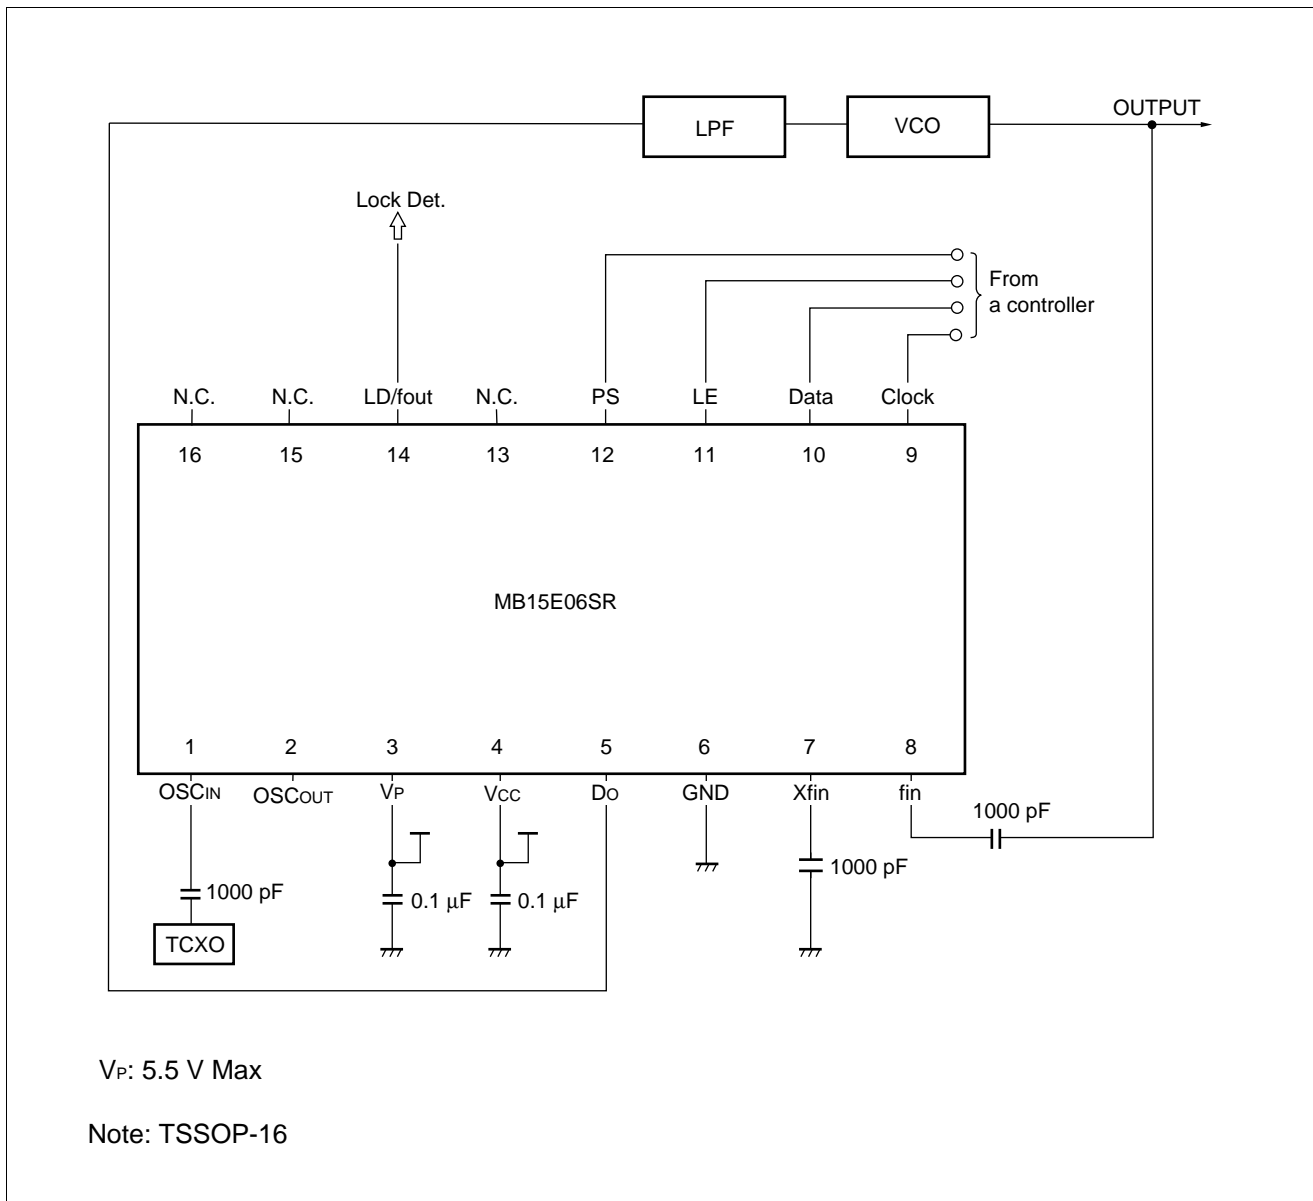 OUTPUT
LPF
VCO
Lock Det.
From
a controller
N.C.
N.C.
LD/fout
N.C.
PS
LE
Data
Clock
16
15
14
13
12
11
10
9
MB15E06SR
1
2
3
4
5
6
7
8
OSCIN
OSCOUT
VP
VCC
DO
GND
Xfin
fin
1000 pF
1000 pF
1000 pF
0.1 μF
0.1 μF
TCXO
VP: 5.5 V Max
Note: TSSOP-16